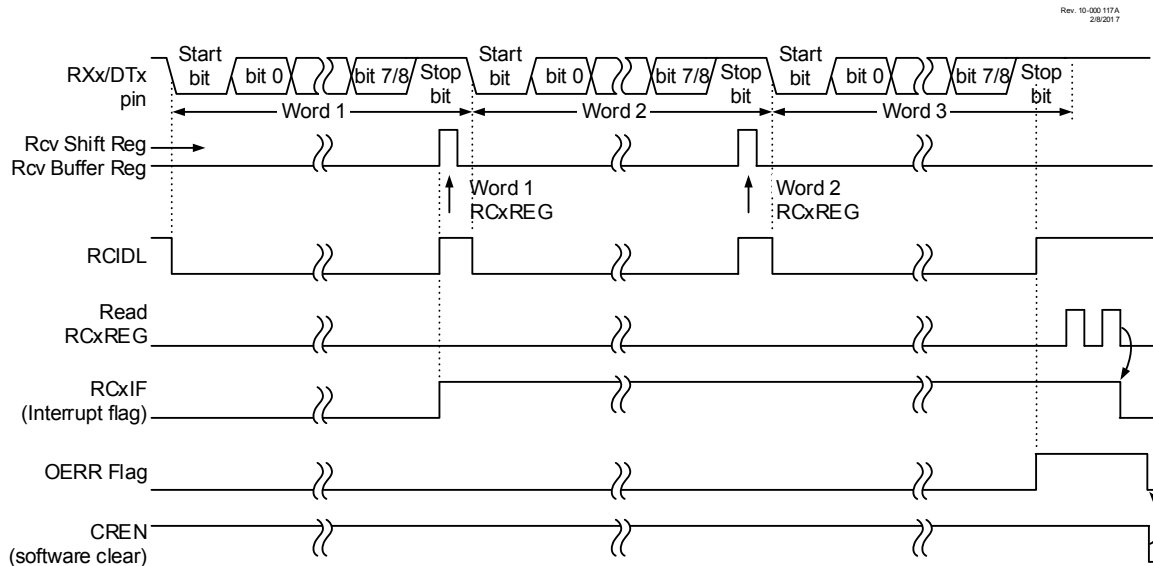 Rev. 10-000 117A
2/8/201 7
Start bit
bit 0
bit 7/8
Stop bit
Start bit
bit 0
bit 7/8
Stop bit
Start bit
bit 0
bit 7/8
Stop bit
RXx/DTx
pin
Word 1
Word 2
Word 3
Rcv Shift Reg
Rcv Buffer Reg
Word 1
RCxREG
Word 2
RCxREG
RCIDL
Read
RCxREG
RCxIF
(Interrupt flag)
OERR Flag
CREN
(software clear)